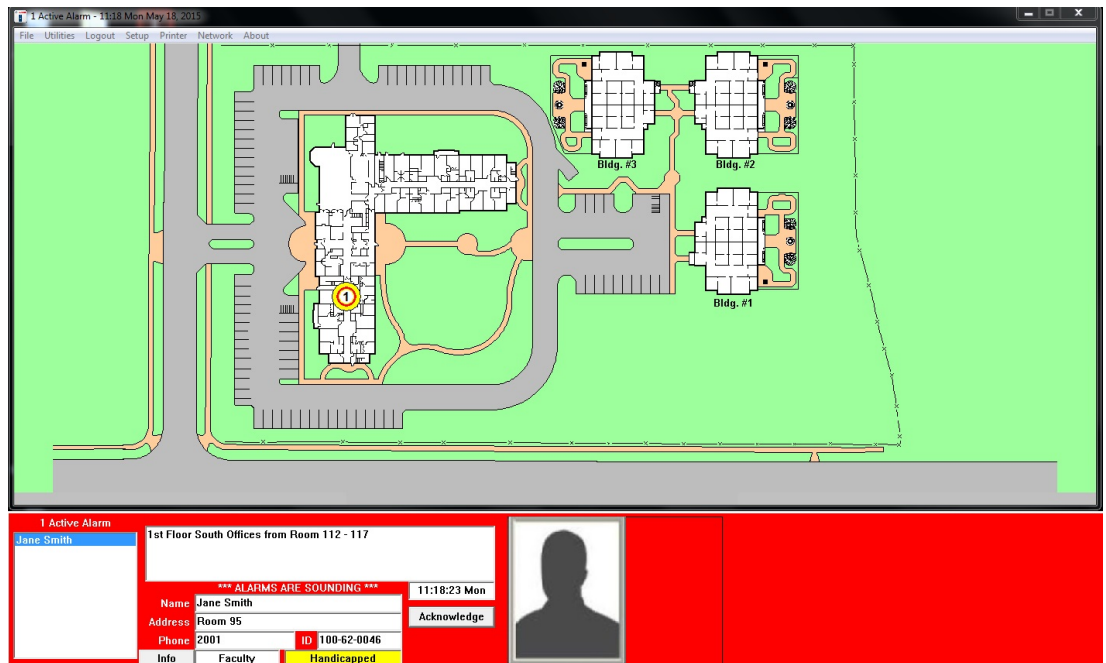 1 Active Alarm - 11:18 Mon May 18, 2015
File Utilities Logout Setup Printer Network About
Bldg. #3
Bldg. #2
1
Bldg. #1
1 Active Alarm
Jane Smith
1st Floor South Offices from Room 112 - 117
*** ALARMS ARE SOUNDING ***
11:18:23 Mon
Name Jane Smith
Acknowledge
Address Room 95
Phone 2001 ID 100-62-0046
Info Faculty Handicapped